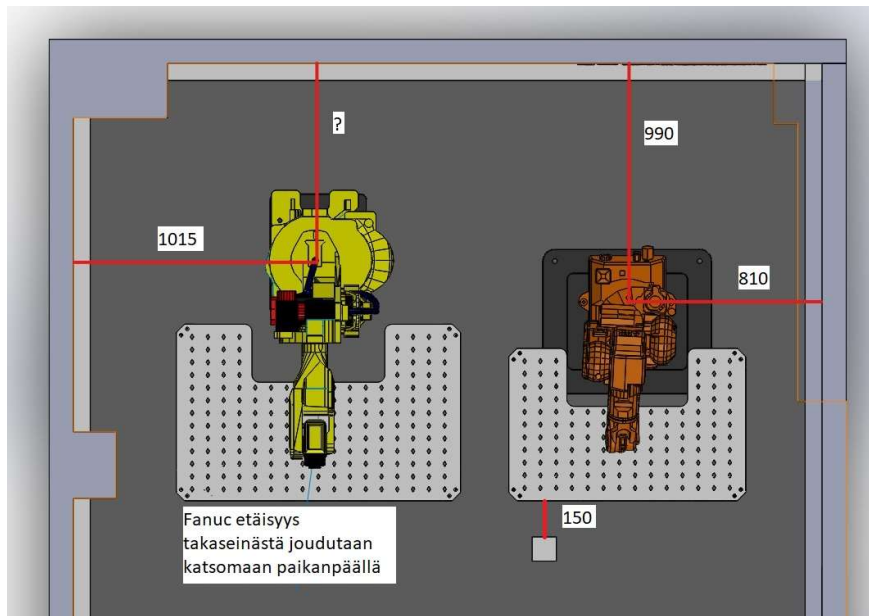 ?
990
1015
810
150
Fanuc etäisyys
takaseinästä joudutaan
katsomaan paikanpäällä